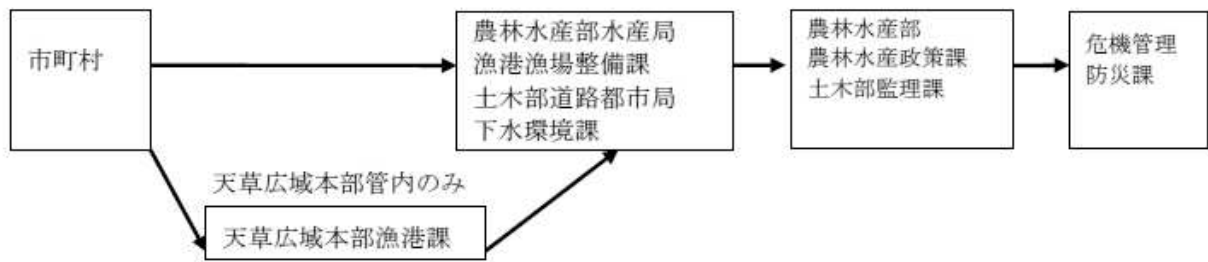 市町村
農林水産部水産局
漁港漁場整備課
土木部道路都市局
下水環境課
農林水産部
農林水産政策課
土木部監理課
危機管理
防災課
天草広域本部管内のみ
天草広域本部漁港課